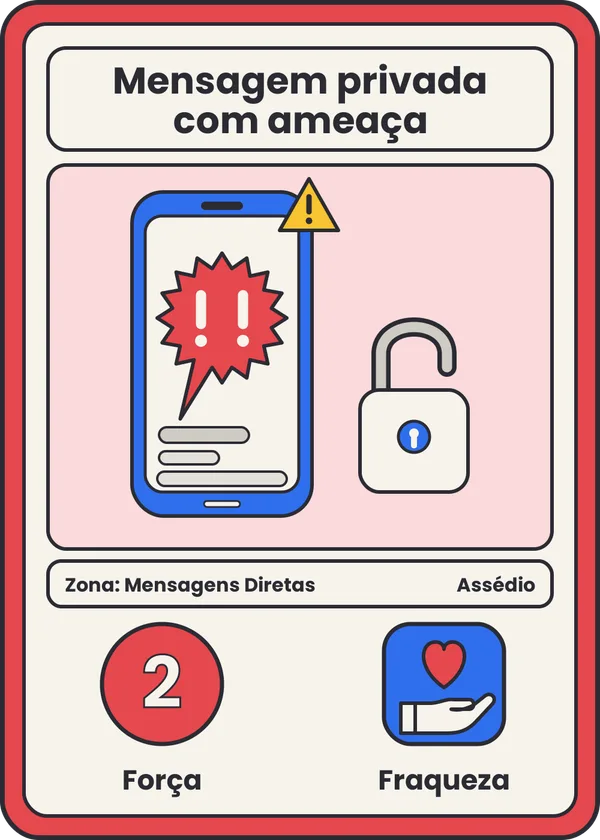 Mensagem privada
com ameaça
!
! !
Zona: Mensagens Diretas
Assédio
2
Força
Fraqueza